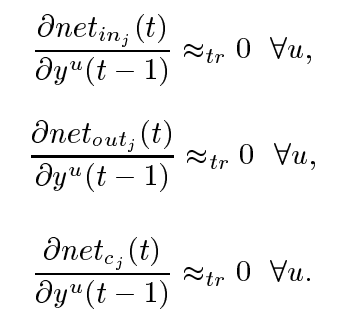 ∂net_{in_j}(t) / ∂y^u(t − 1) ≈_{tr} 0 ∀u,
∂net_{out_j}(t) / ∂y^u(t − 1) ≈_{tr} 0 ∀u,
∂net_{c_j}(t) / ∂y^u(t − 1) ≈_{tr} 0 ∀u.